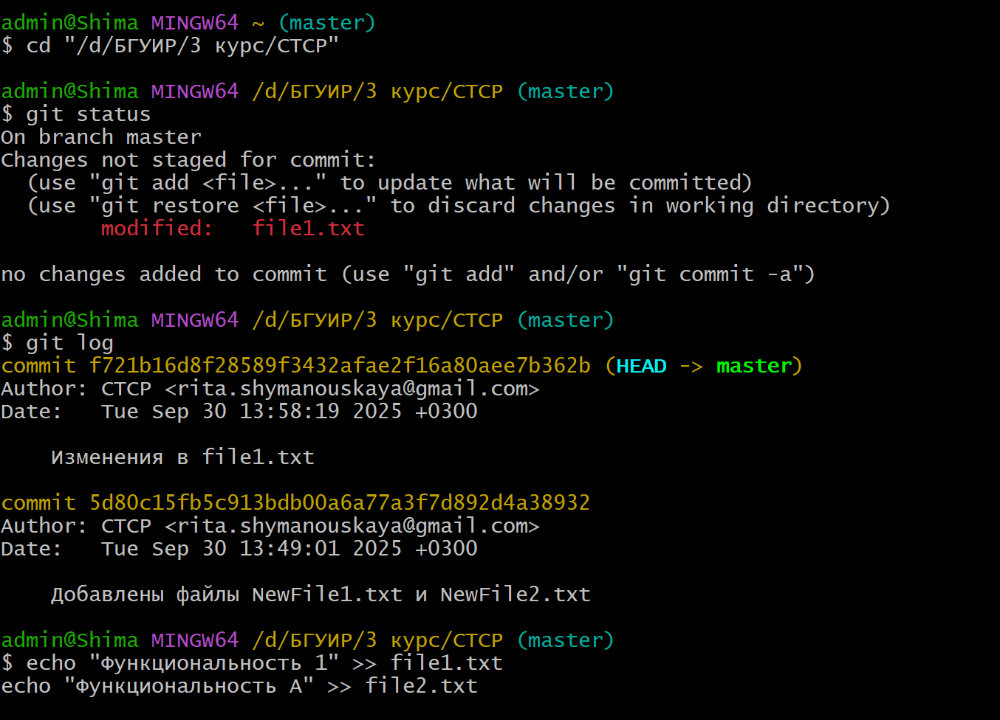 admin@Shima MINGW64 ~ (master)
$ cd "/d/БГУИР/3 курс/СТСР"
admin@Shima MINGW64 /d/БГУИР/3 курс/СТСР (master)
$ git status
On branch master
Changes not staged for commit:
  (use "git add <file>..." to update what will be committed)
  (use "git restore <file>..." to discard changes in working directory)
        modified:   file1.txt
no changes added to commit (use "git add" and/or "git commit -a")
admin@Shima MINGW64 /d/БГУИР/3 курс/СТСР (master)
$ git log
commit f721b16d8f28589f3432afae2f16a80aee7b362b (HEAD -> master)
Author: СТСР <rita.shymanouskaya@gmail.com>
Date:   Tue Sep 30 13:58:19 2025 +0300
    Изменения в file1.txt
commit 5d80c15fb5c913bdb00a6a77a3f7d892d4a38932
Author: СТСР <rita.shymanouskaya@gmail.com>
Date:   Tue Sep 30 13:49:01 2025 +0300
    Добавлены файлы NewFile1.txt и NewFile2.txt
admin@Shima MINGW64 /d/БГУИР/3 курс/СТСР (master)
$ echo "Функциональность 1" >> file1.txt
echo "Функциональность А" >> file2.txt